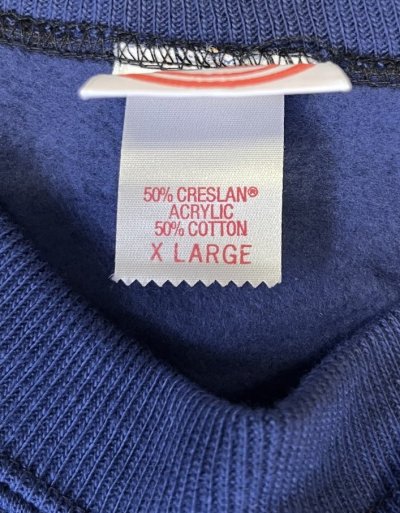 50% CRESLAN®
ACRYLIC
50% COTTON
X LARGE